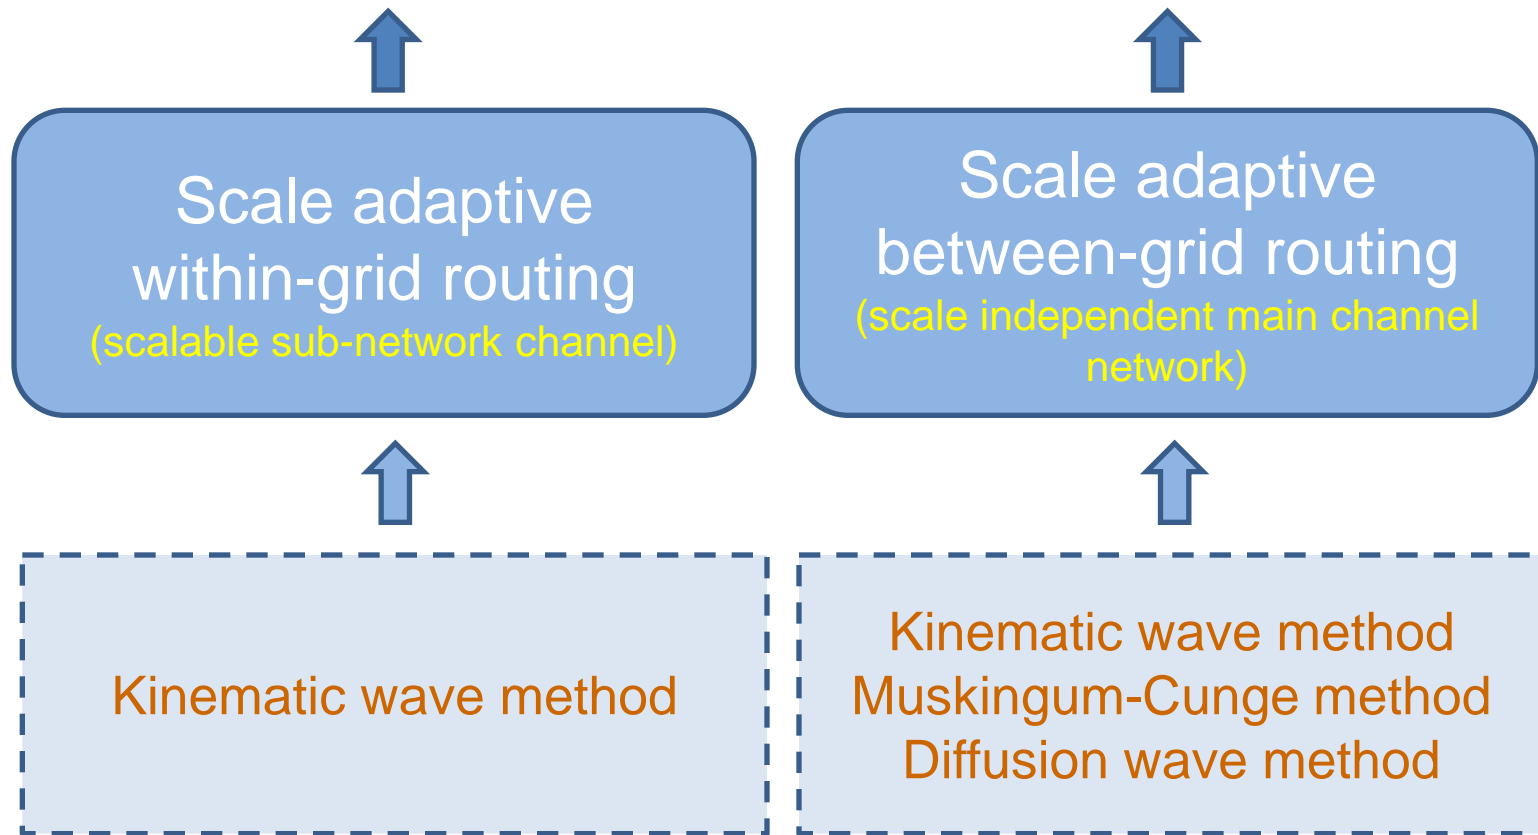 Scale adaptive
within-grid routing
(scalable sub-network channel)
Scale adaptive
between-grid routing
(scale independent main channel
network)
Kinematic wave method
Kinematic wave method
Muskingum-Cunge method
Diffusion wave method